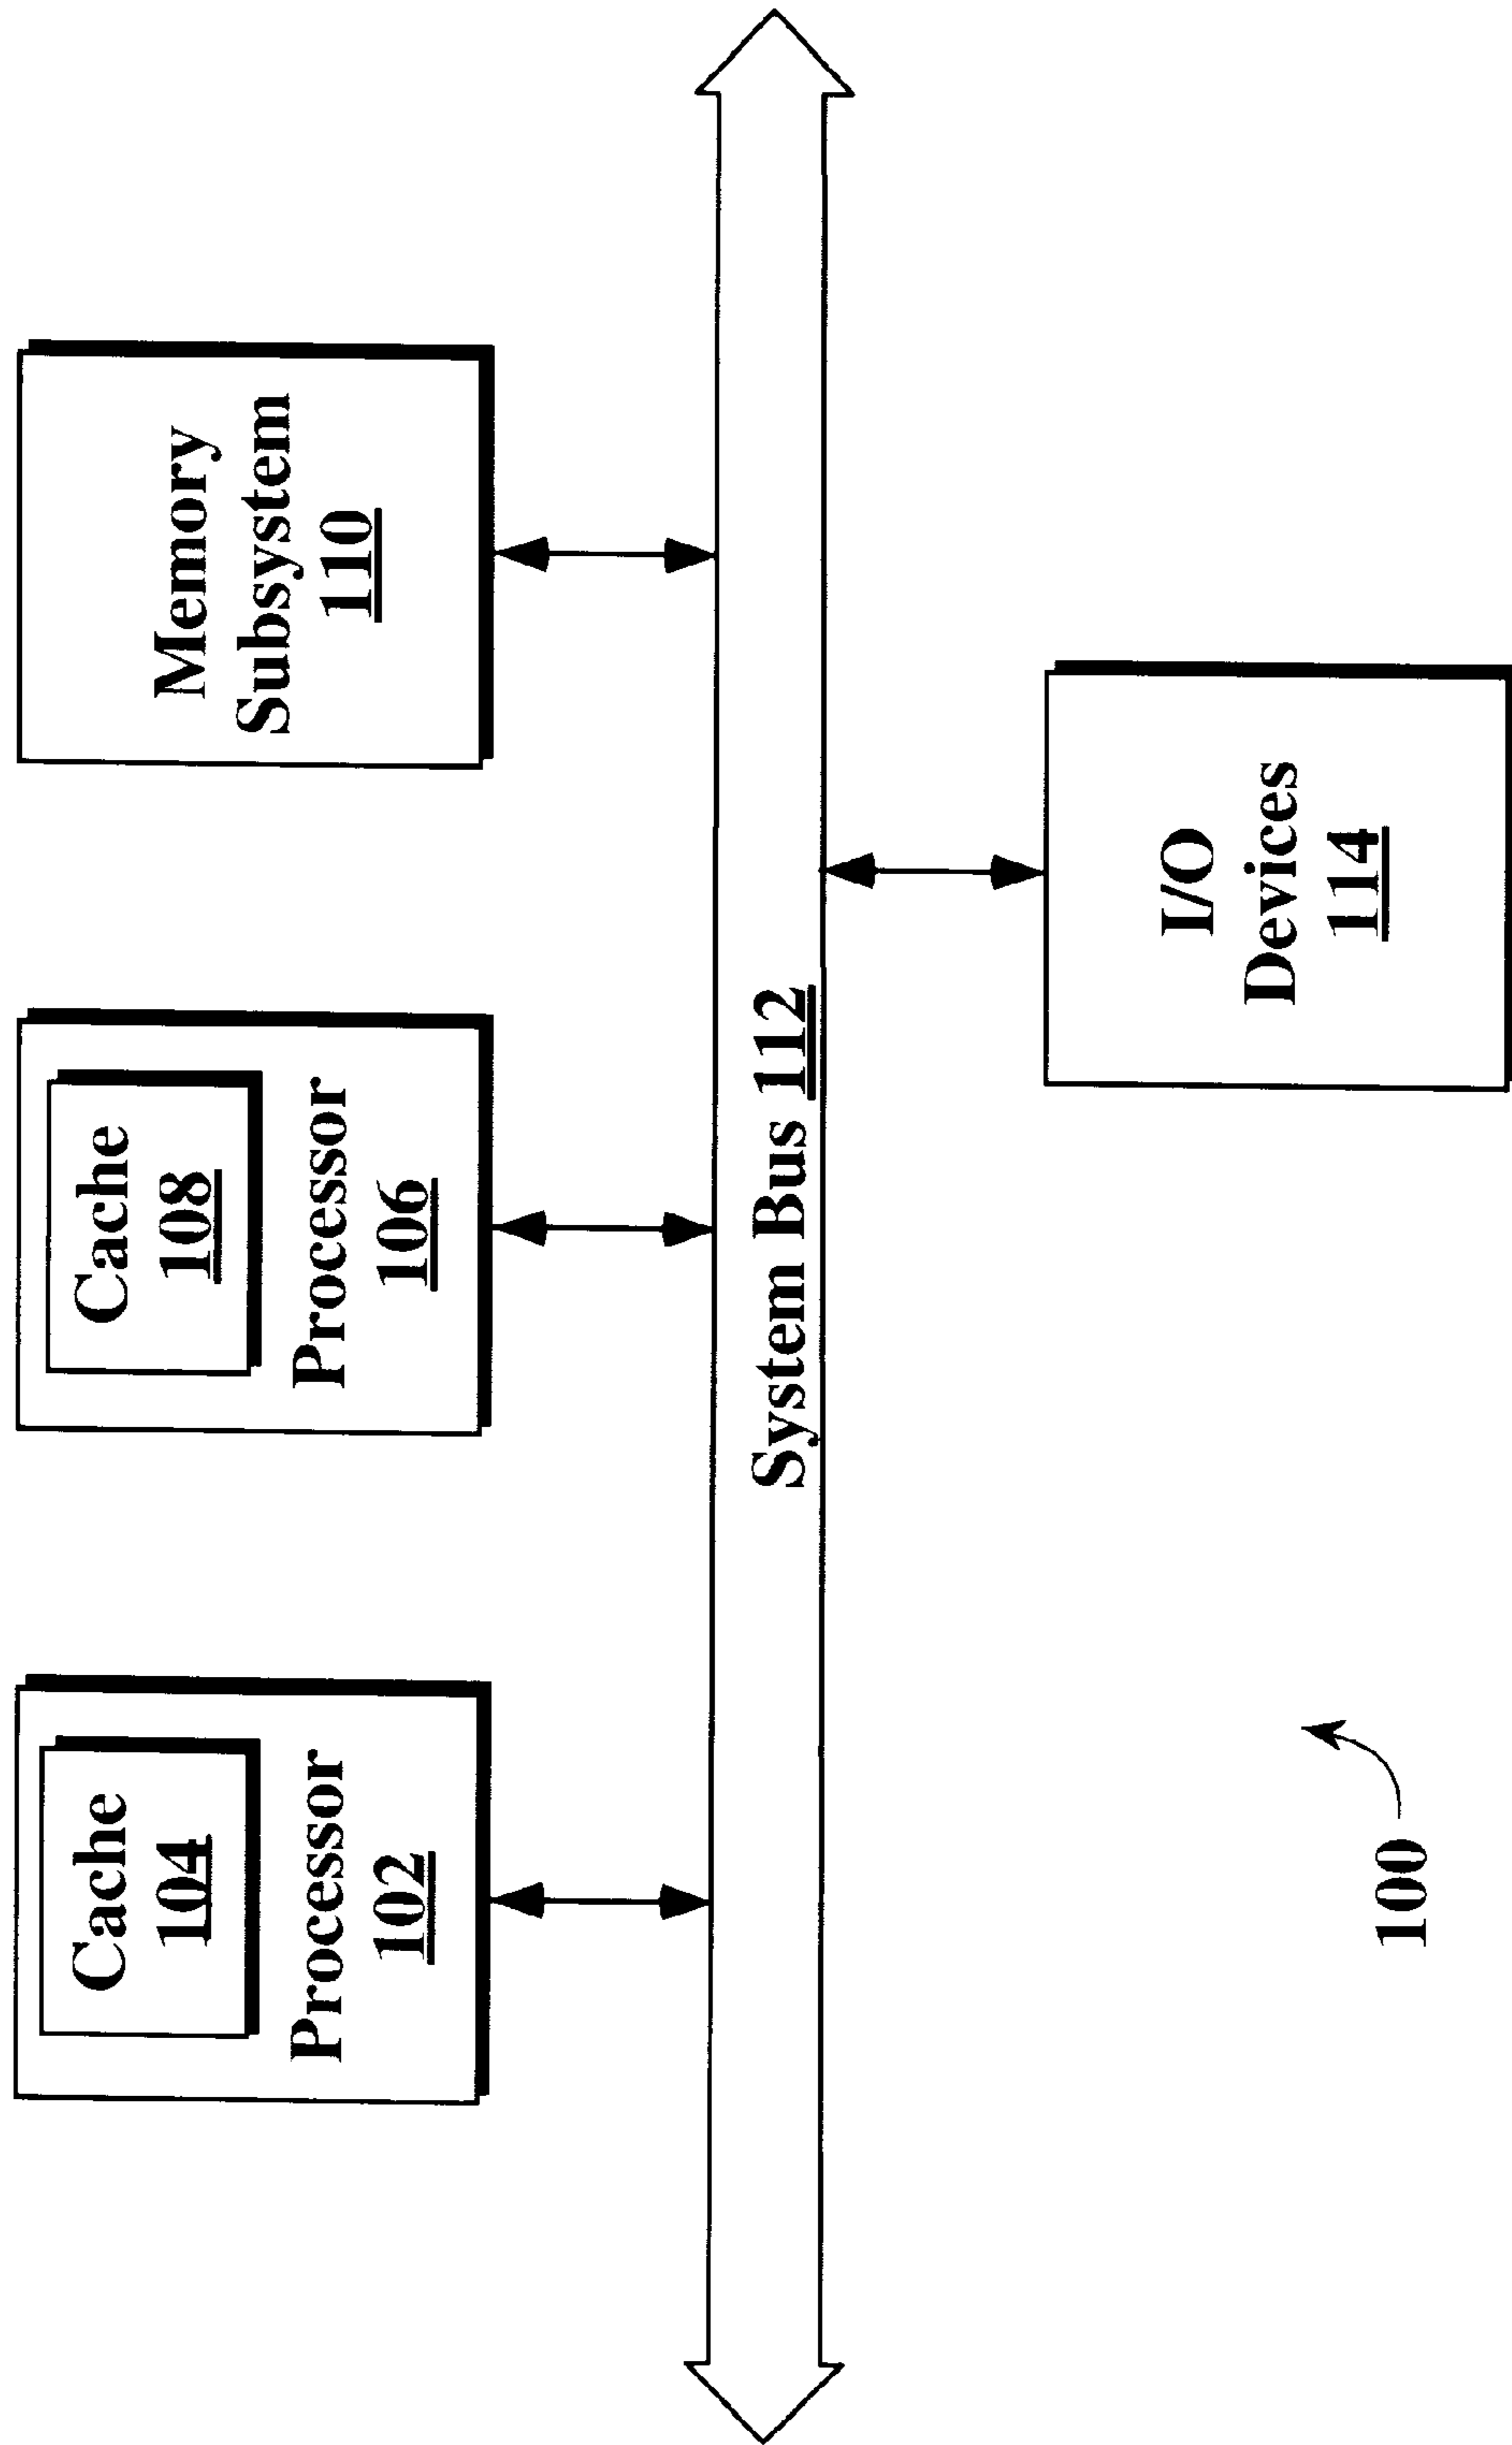 Cache
104
Processor
102
Cache
108
Processor
106
Memory
Subsystem
110
System Bus 112
I/O
Devices
114
100